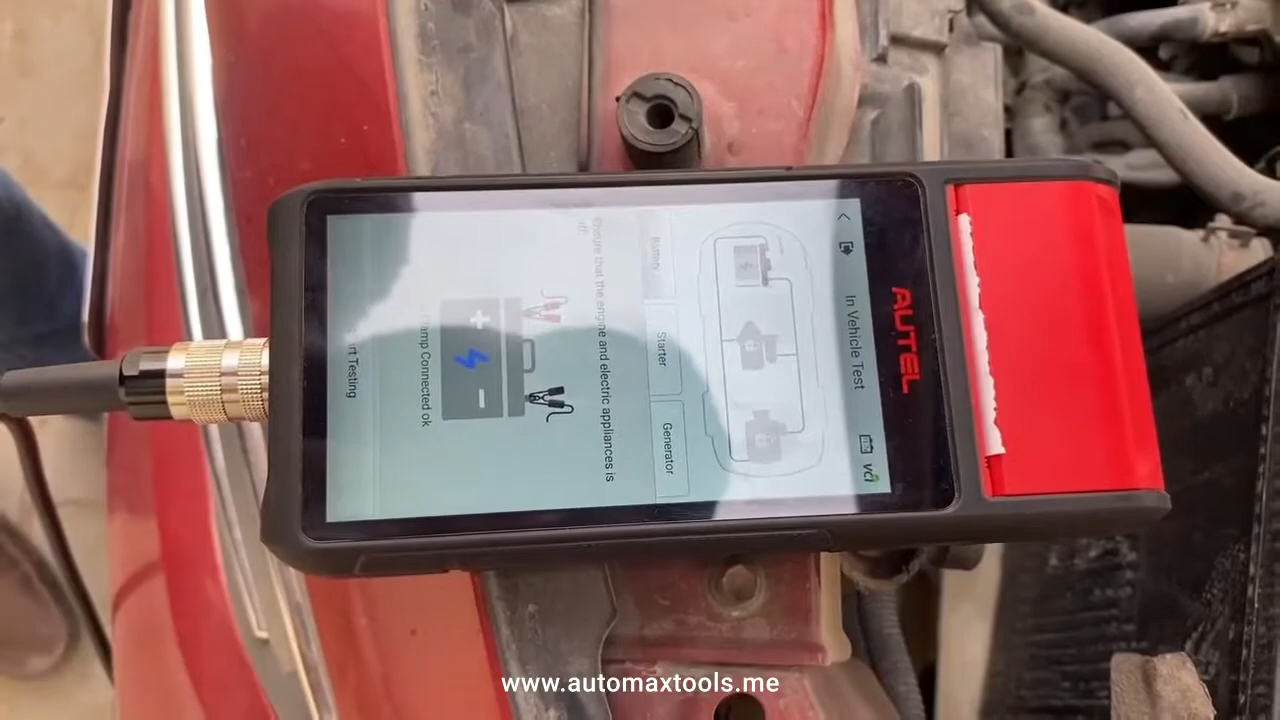 AUTEL
In Vehicle Test
VCI
Battery
Starter
Generator
Ensure that the engine and electric appliances is
off.
Clamp Connected ok
Testing
www.automaxtools.me